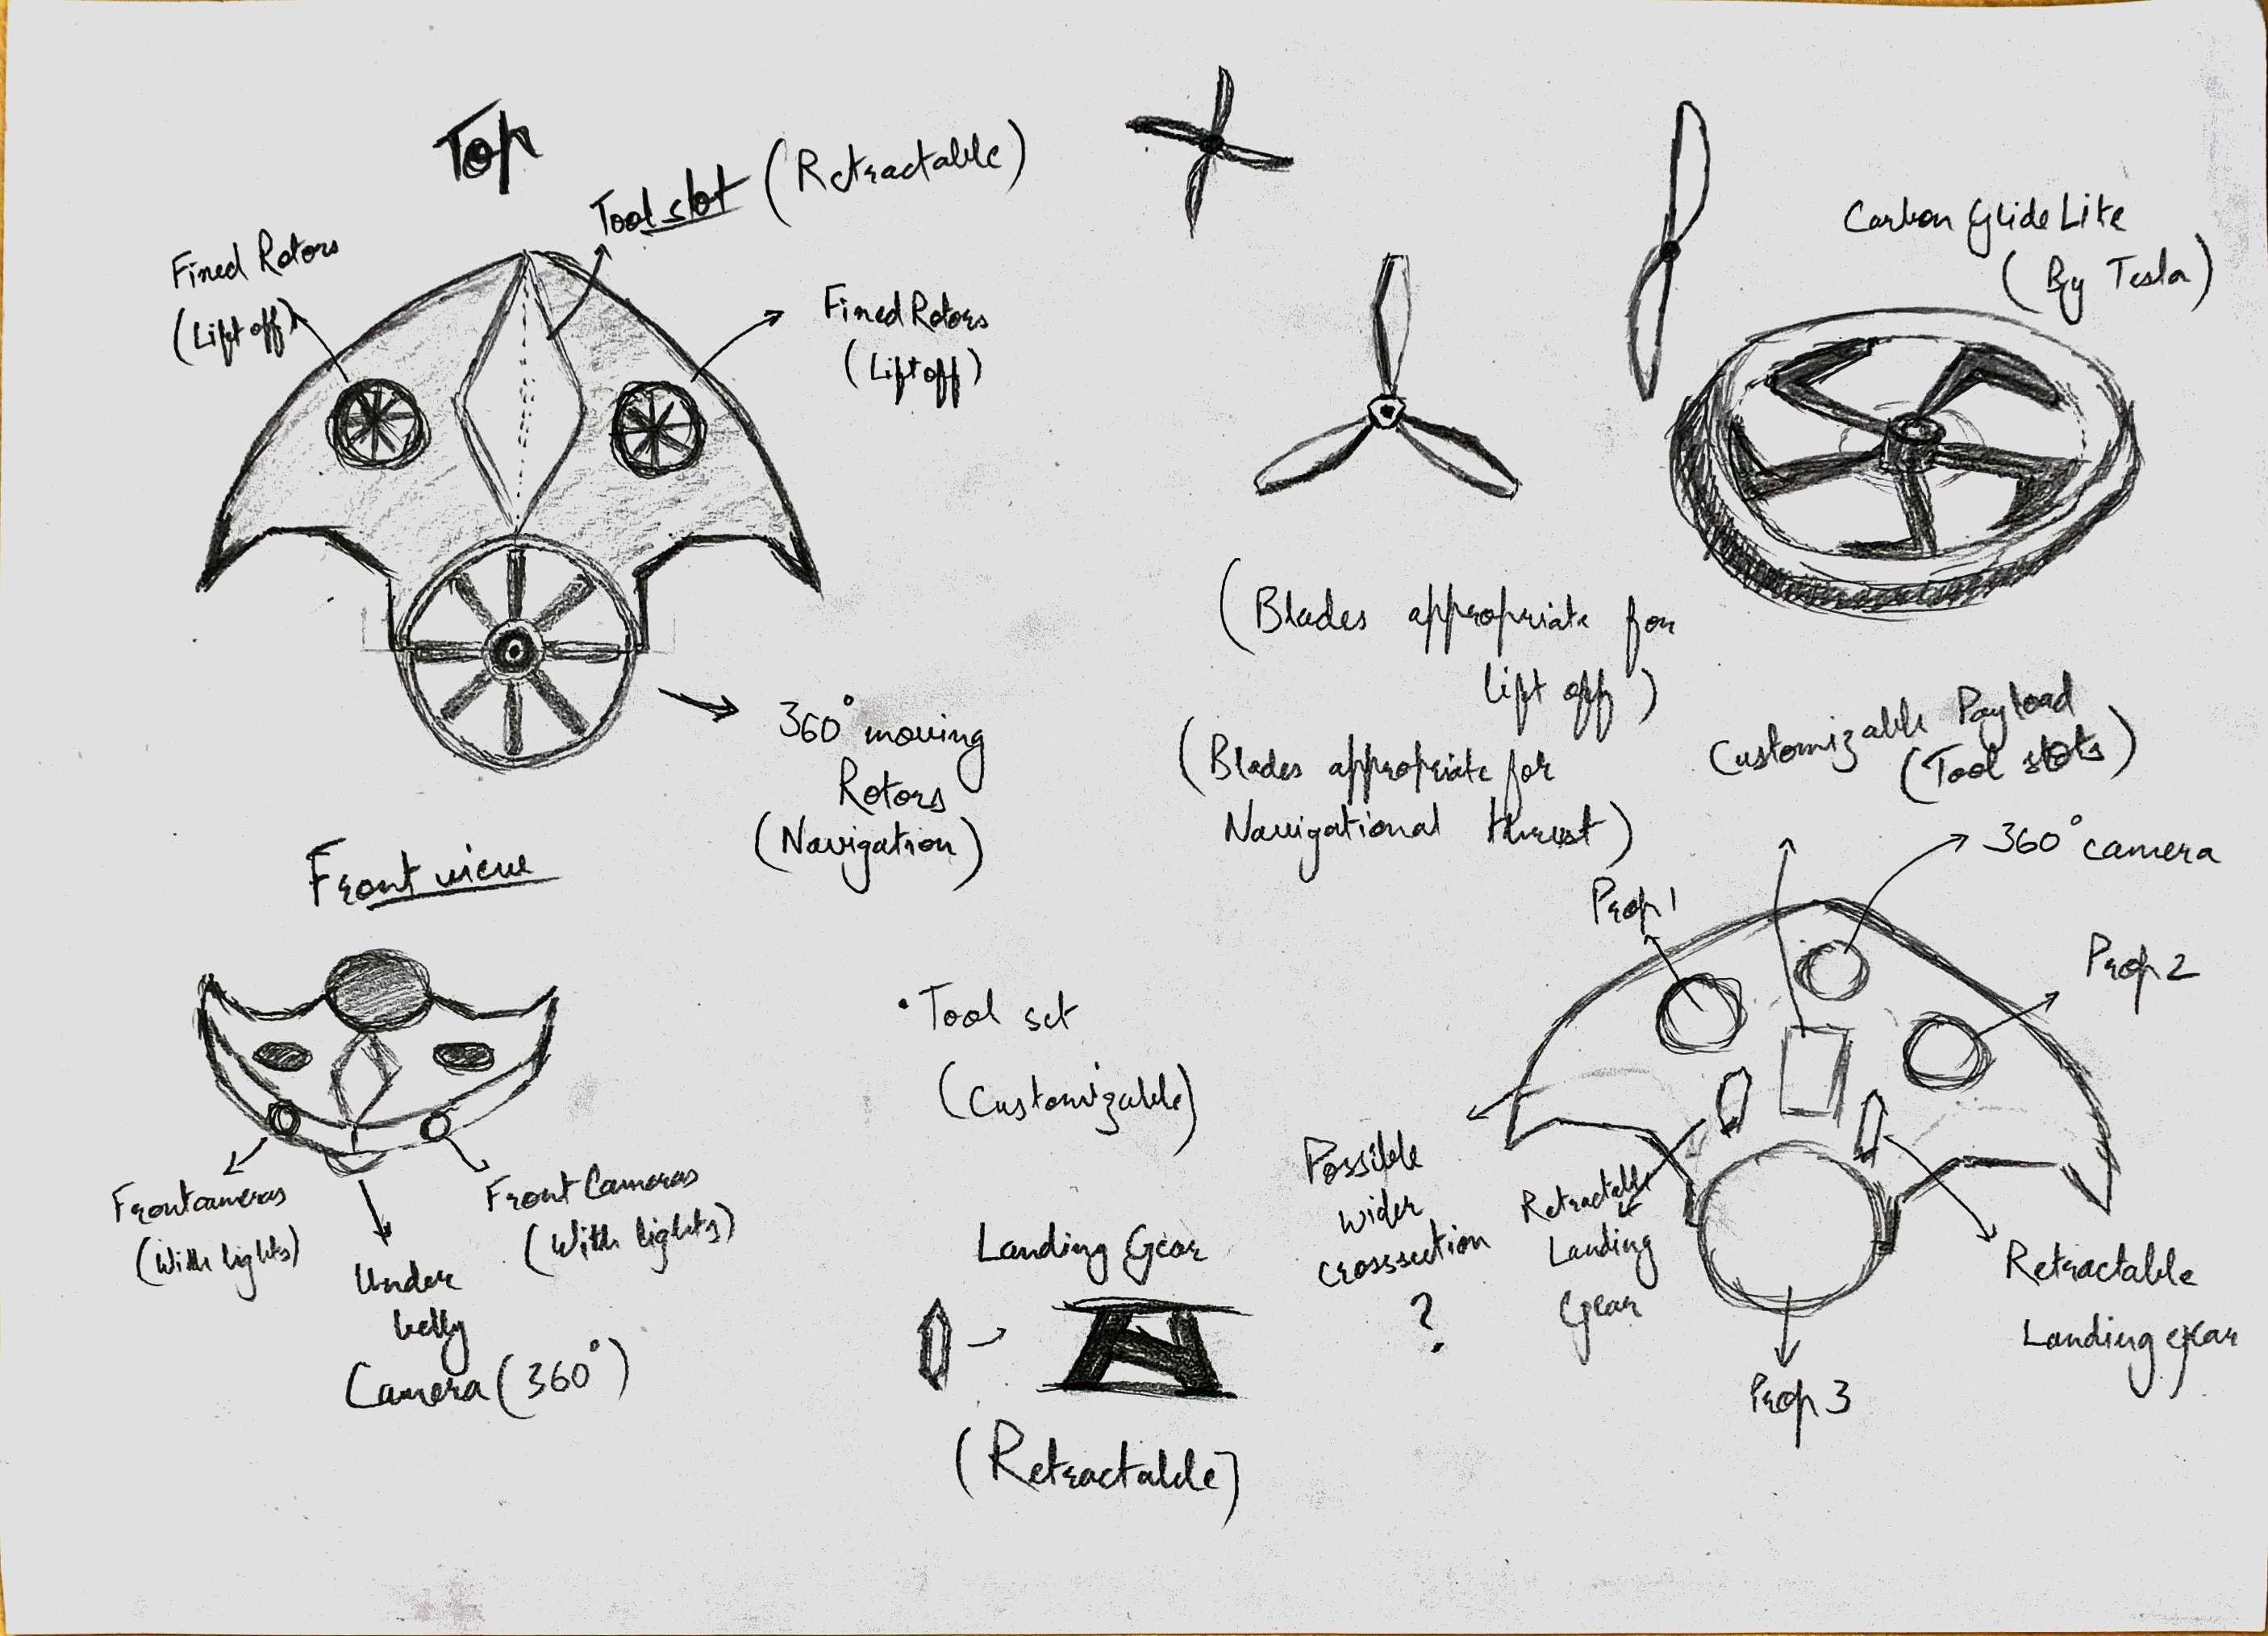 Top
Tool slot (Retractable)
Fixed Rotors
(Lift off)
Fixed Rotors
(Lift off)
360° moving
Rotors
(Navigation)
Carbon Glide Lite
(By Tesla)
(Blades appropriate for
lift off)
(Blades appropriate for
Navigational thrust)
Front view
Front cameras
(With lights)
Under
belly
Camera (360°)
Front Cameras
(With lights)
• Tool set
(Customizable)
Landing Gear
(Retractable)
Customizable Payload
(Tool slots)
360° camera
Prop 1
Prop 2
Possible
wider
crosssection
?
Retractable
Landing
Gear
Retractable
Landing gear
Prop 3